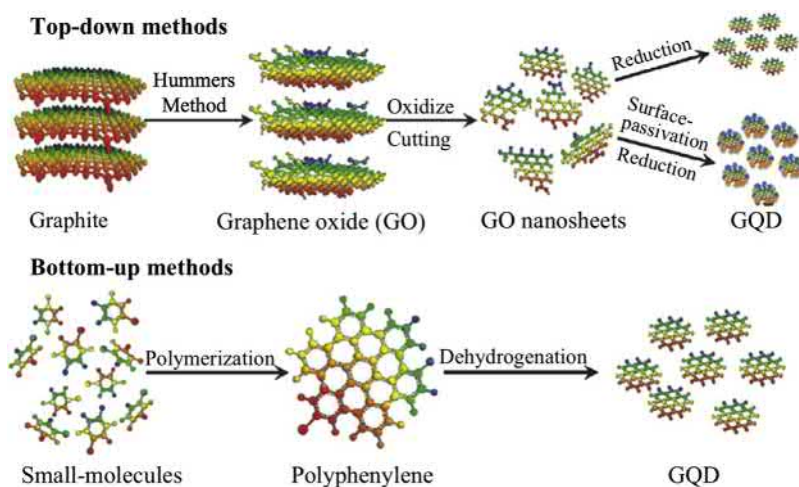 Top-down methods
Hummers
Method
Oxidize
Cutting
Reduction
Surface-
passivation
Reduction
Graphite
Graphene oxide (GO)
GO nanosheets
GQD
Bottom-up methods
Polymerization
Dehydrogenation
Small-molecules
Polyphenylene
GQD